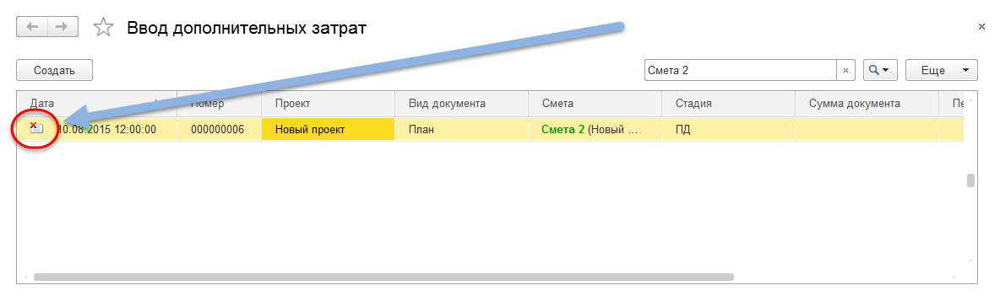 Ввод дополнительных затрат
Создать
Смета 2
Еще
Дата Номер Проект Вид документа Смета Стадия Сумма документа Пе
10.08.2015 12:00:00 000000006 Новый проект План Смета 2 (Новый ... ПД